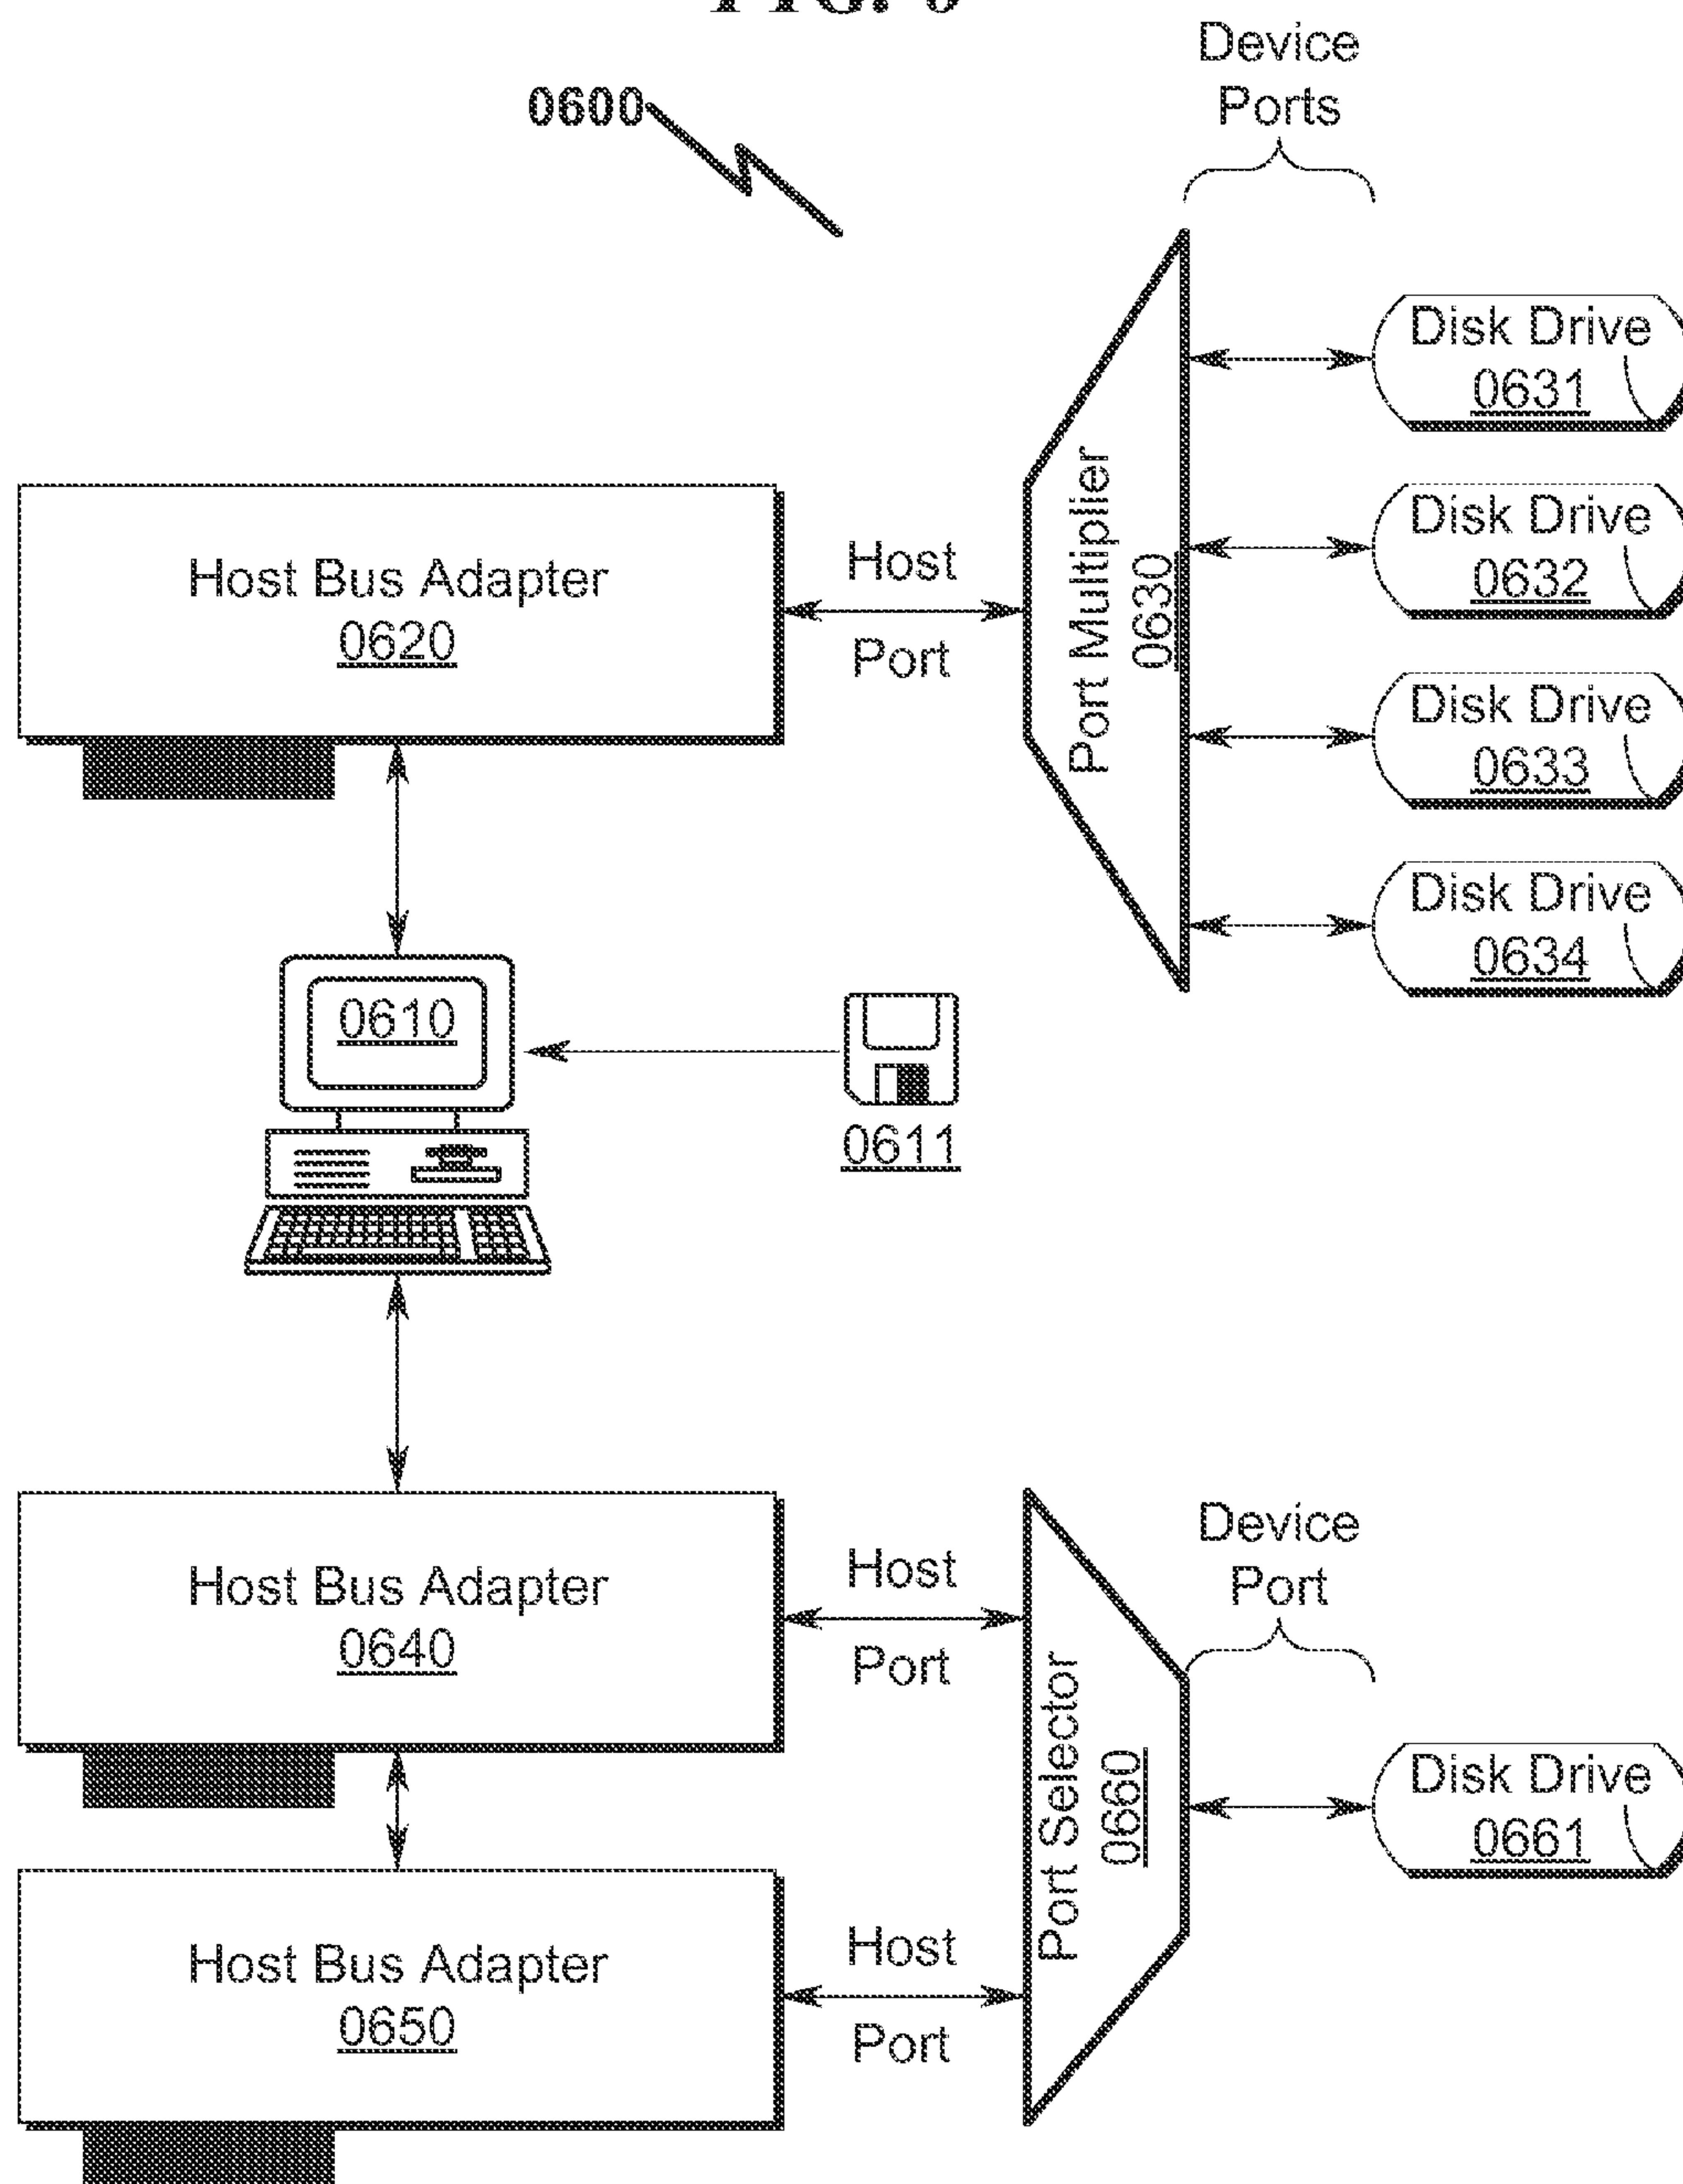 FIG. 6
0600
Device
Ports
Disk Drive
0631
Host Bus Adapter
0620
Host
Port
Port Multiplier
0630
Disk Drive
0632
Disk Drive
0633
Disk Drive
0634
0610
0611
Host Bus Adapter
0640
Host
Port
Port Selector
0660
Device
Port
Disk Drive
0661
Host Bus Adapter
0650
Host
Port